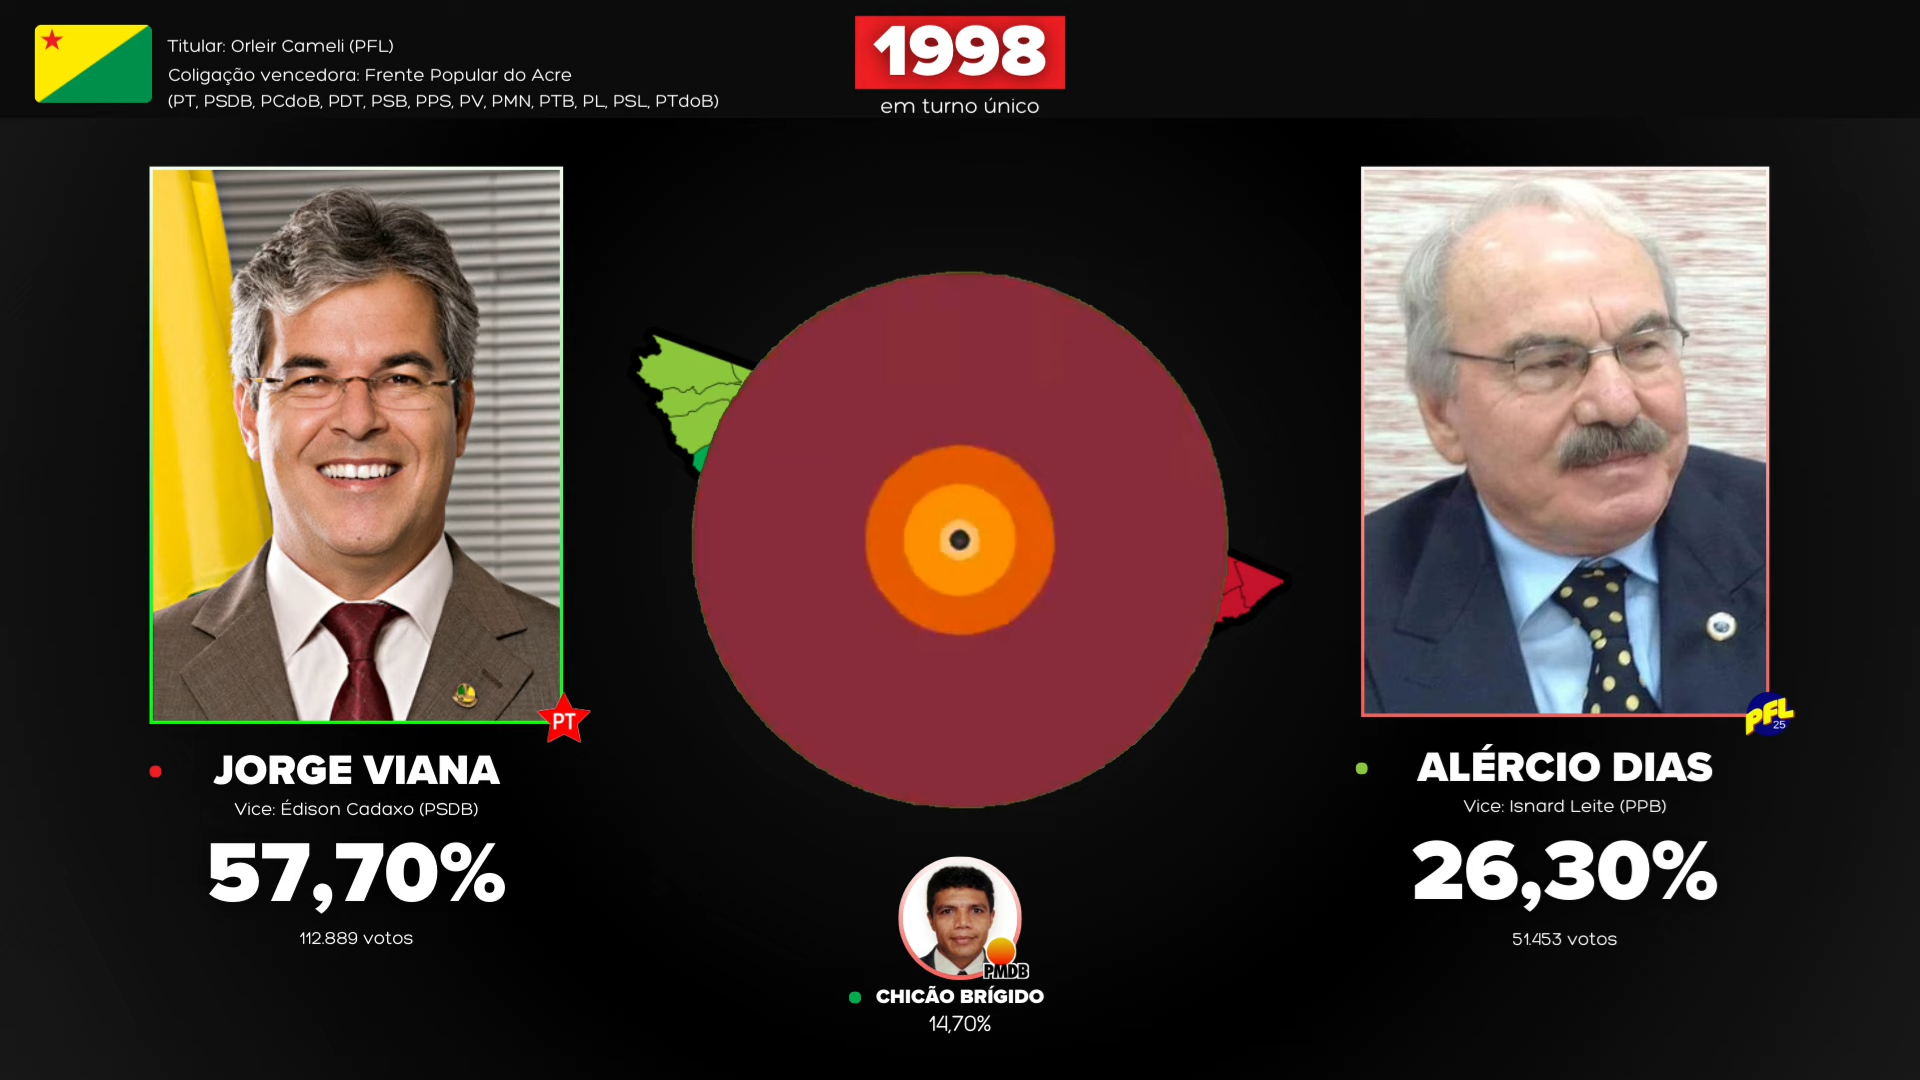 Titular: Orleir Cameli (PFL)
Coligação vencedora: Frente Popular do Acre
(PT, PSDB, PCdoB, PDT, PSB, PPS, PV, PMN, PTB, PL, PSL, PTdoB)
1998
em turno único
PT
JORGE VIANA
Vice: Édison Cadaxo (PSDB)
57,70%
112.889 votos
PFL
25
ALÉRCIO DIAS
Vice: Isnard Leite (PPB)
26,30%
51.453 votos
PMDB
CHICÃO BRÍGIDO
14,70%